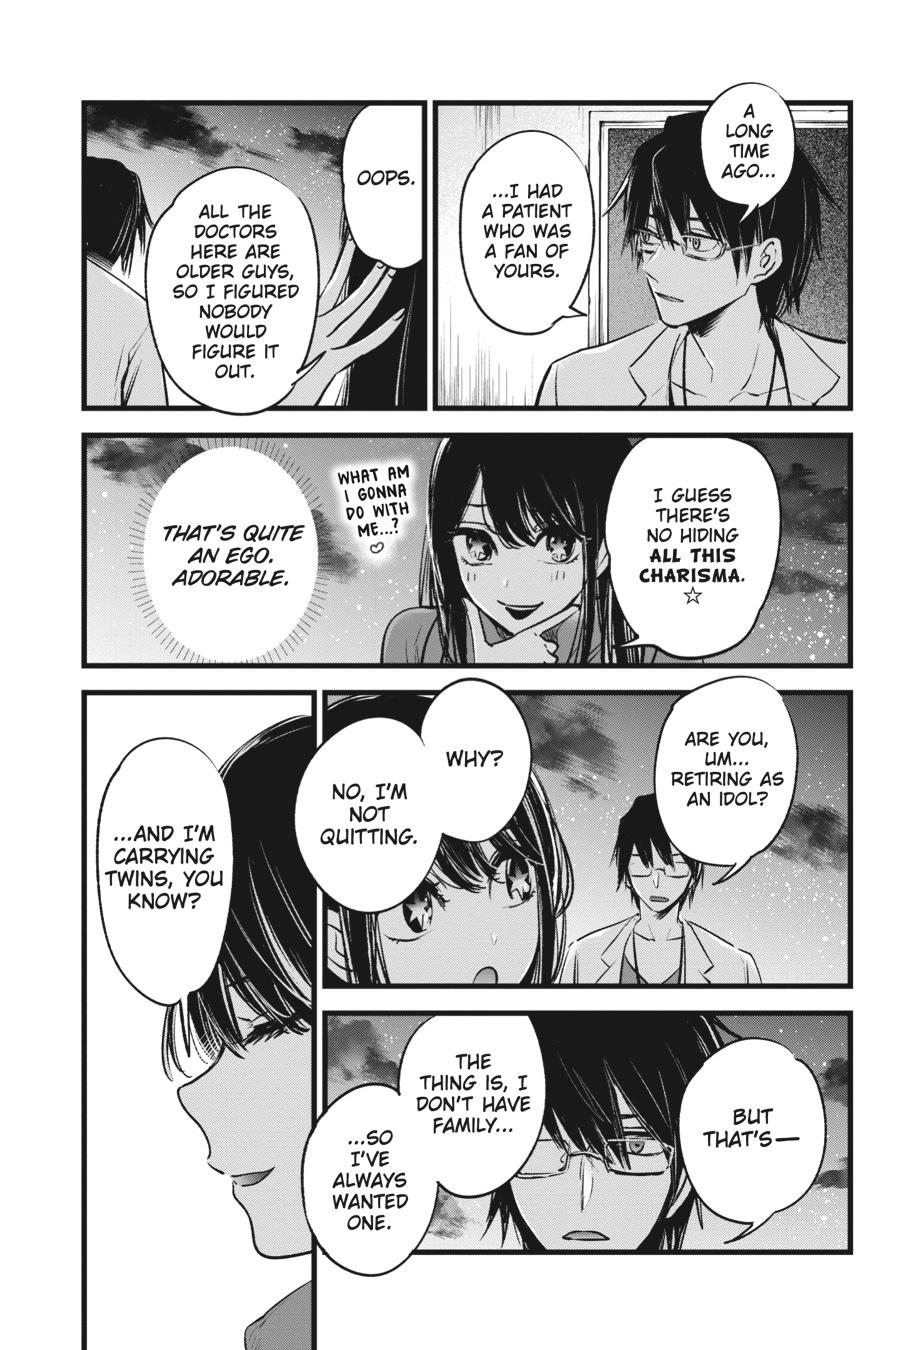 A
LONG
TIME
AGO...
...I HAD
A PATIENT
WHO WAS
A FAN OF
YOURS.
OOPS.
ALL THE
DOCTORS
HERE ARE
OLDER GUYS,
SO I FIGURED
NOBODY
WOULD
FIGURE IT
OUT.
I GUESS
THERE'S
NO HIDING
ALL THIS
CHARISMA.
☆
WHAT AM
I GONNA
DO WITH
ME...?
♡
THAT'S QUITE
AN EGO.
ADORABLE.
ARE YOU,
UM...
RETIRING AS
AN IDOL?
WHY?
NO, I'M
NOT
QUITTING.
BUT
THAT'S—
THE
THING IS, I
DON'T HAVE
FAMILY...
...SO
I'VE
ALWAYS
WANTED
ONE.
...AND I'M
CARRYING
TWINS, YOU
KNOW?